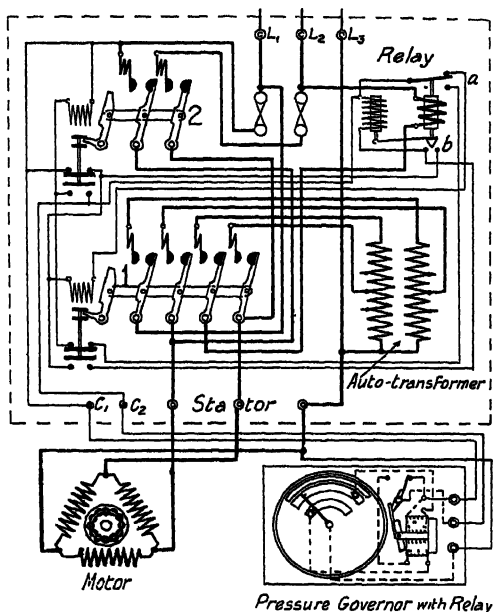 L1 L2 L3
Relay
a
2
b
1
Auto-transformer
C1 C2 Stator
Motor
Pressure Governor with Relay